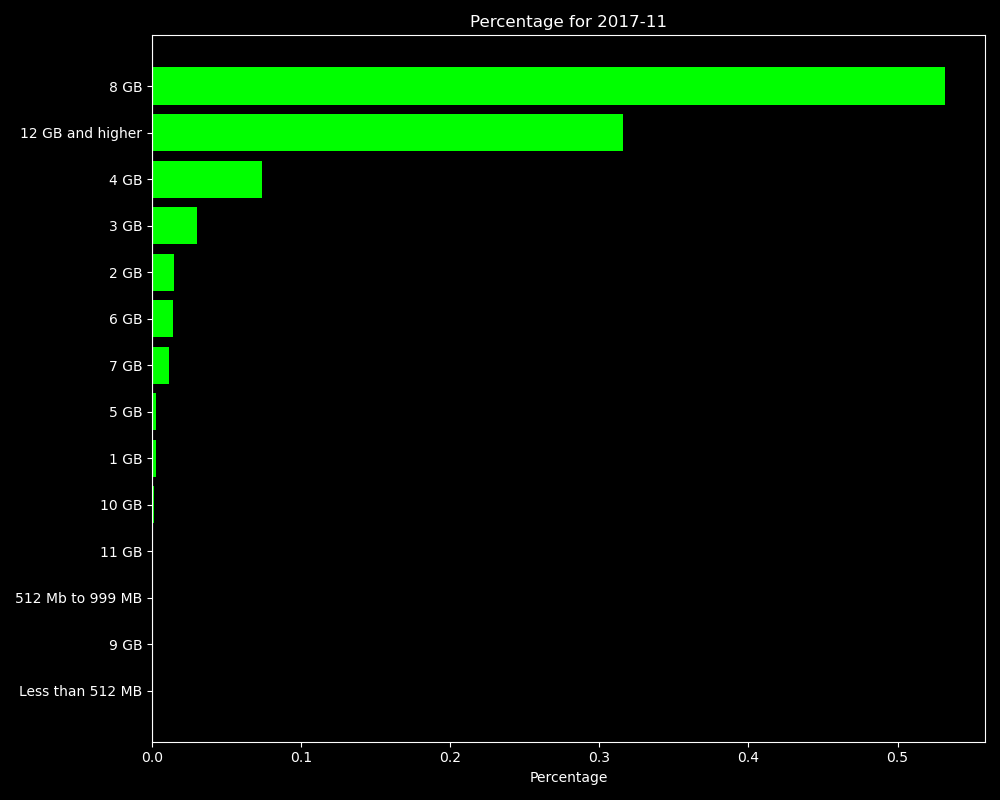 Percentage for 2017-11
8 GB
12 GB and higher
4 GB
3 GB
2 GB
6 GB
7 GB
5 GB
1 GB
10 GB
11 GB
512 Mb to 999 MB
9 GB
Less than 512 MB
0.0 0.1 0.2 0.3 0.4 0.5
Percentage